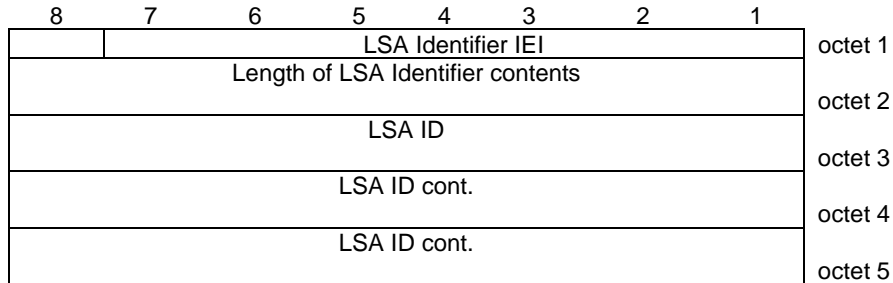 8 7 6 5 4 3 2 1
LSA Identifier IEI octet 1
Length of LSA Identifier contents
octet 2
LSA ID
octet 3
LSA ID cont.
octet 4
LSA ID cont.
octet 5